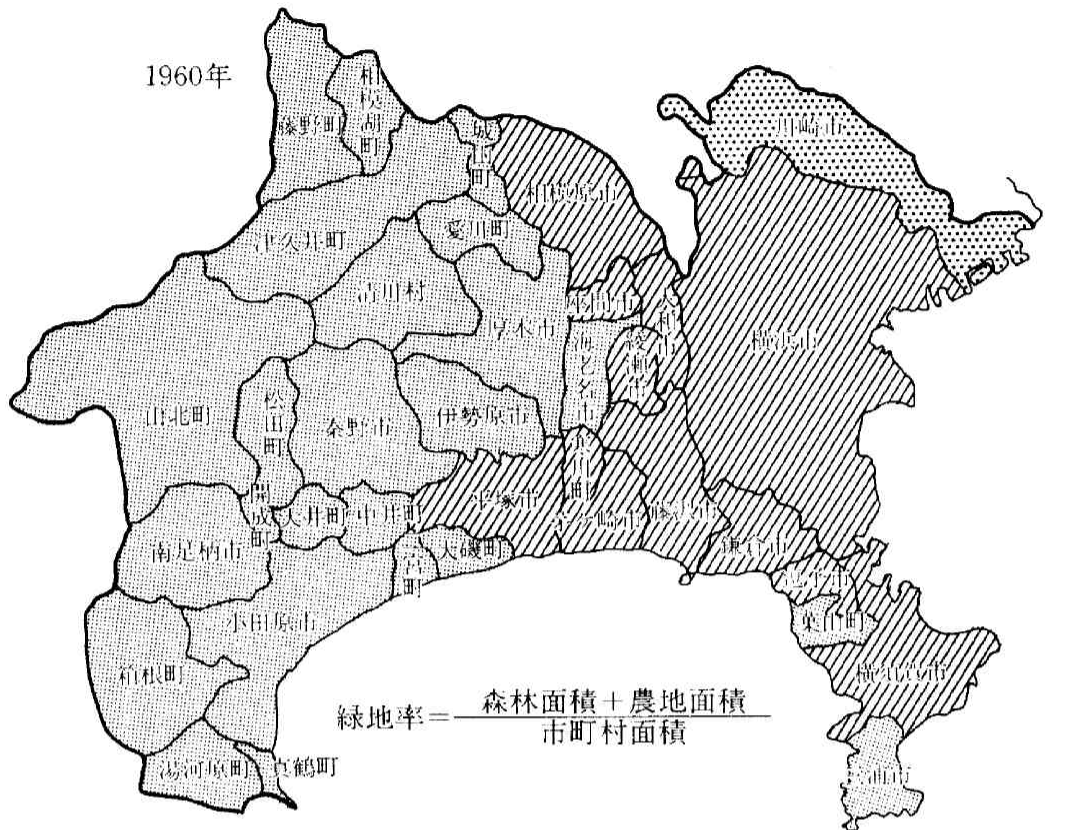 1960年
藤野町
相模湖町
城山町
川崎市
相模原市
津久井町
愛川町
清川村
厚木市
座間市
大和市
横浜市
海老名市
綾瀬市
山北町
松田町
秦野市
伊勢原市
寒川町
平塚市
茅ヶ崎市
藤沢市
開成町
大井町
中井町
南足柄市
二宮町
大磯町
鎌倉市
逗子市
葉山町
小田原市
箱根町
横須賀市
湯河原町
真鶴町
三浦市
緑地率=森林面積+農地面積
市町村面積